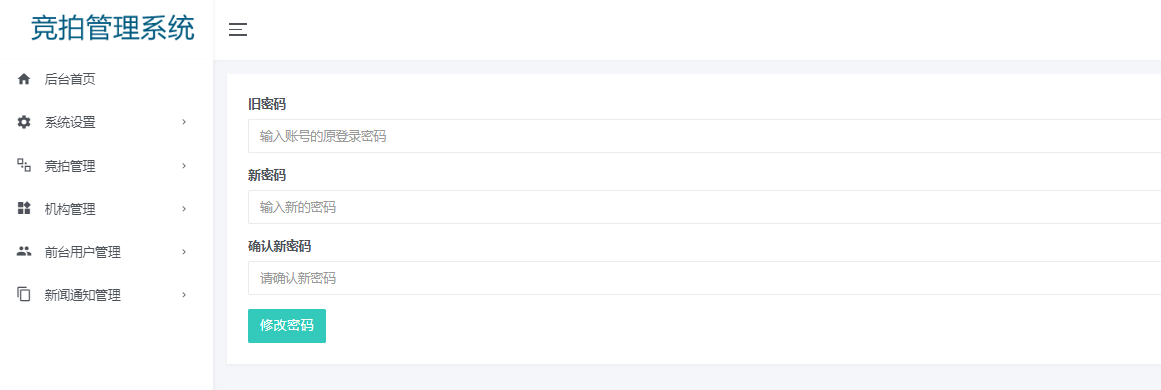 竞拍管理系统
后台首页
系统设置
竞拍管理
机构管理
前台用户管理
新闻通知管理
旧密码
输入账号的原登录密码
新密码
输入新的密码
确认新密码
请确认新密码
修改密码